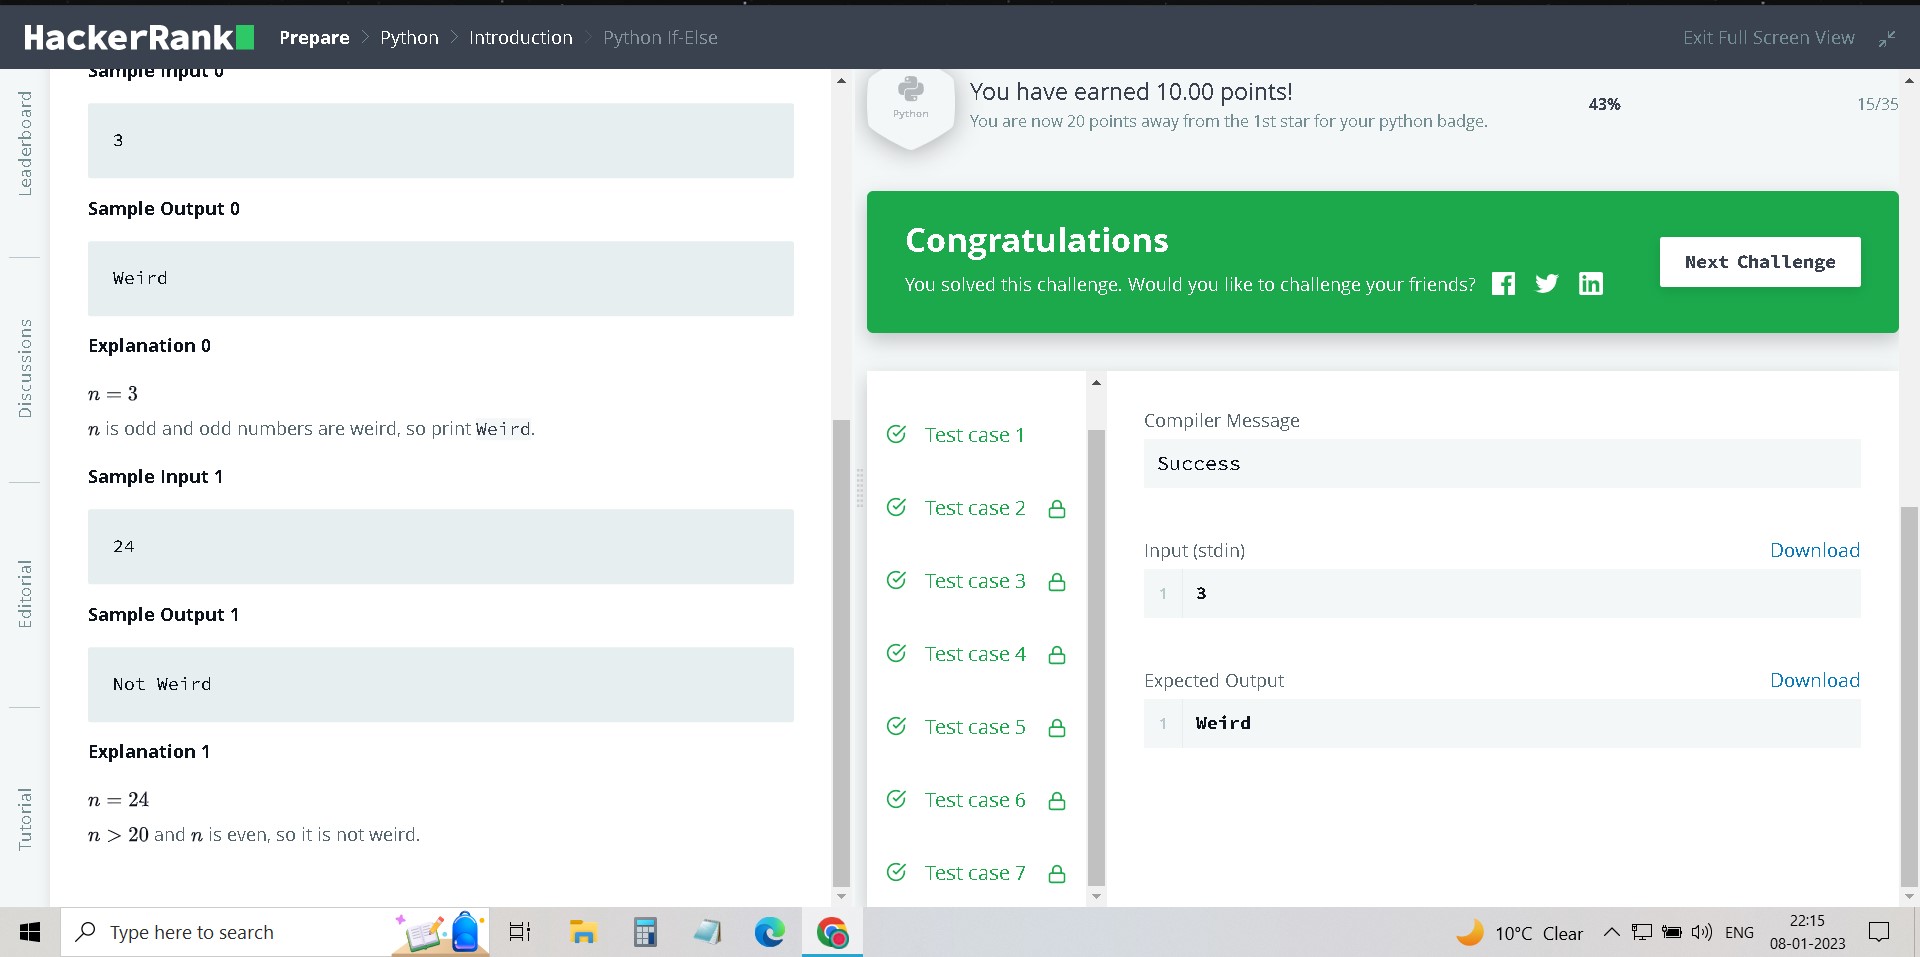 HackerRank
Prepare > Python > Introduction > Python If-Else
Exit Full Screen View
Leaderboard
Discussions
Editorial
Tutorial
Sample Input 0
3
Sample Output 0
Weird
Explanation 0
n = 3
n is odd and odd numbers are weird, so print Weird.
Sample Input 1
24
Sample Output 1
Not Weird
Explanation 1
n = 24
n > 20 and n is even, so it is not weird.
Python
You have earned 10.00 points!
You are now 20 points away from the 1st star for your python badge.
43%
15/35
Congratulations
You solved this challenge. Would you like to challenge your friends?
Next Challenge
Test case 1
Test case 2
Test case 3
Test case 4
Test case 5
Test case 6
Test case 7
Compiler Message
Success
Input (stdin)
Download
1 3
Expected Output
Download
1 Weird
Type here to search
10°C Clear
ENG
22:15
08-01-2023